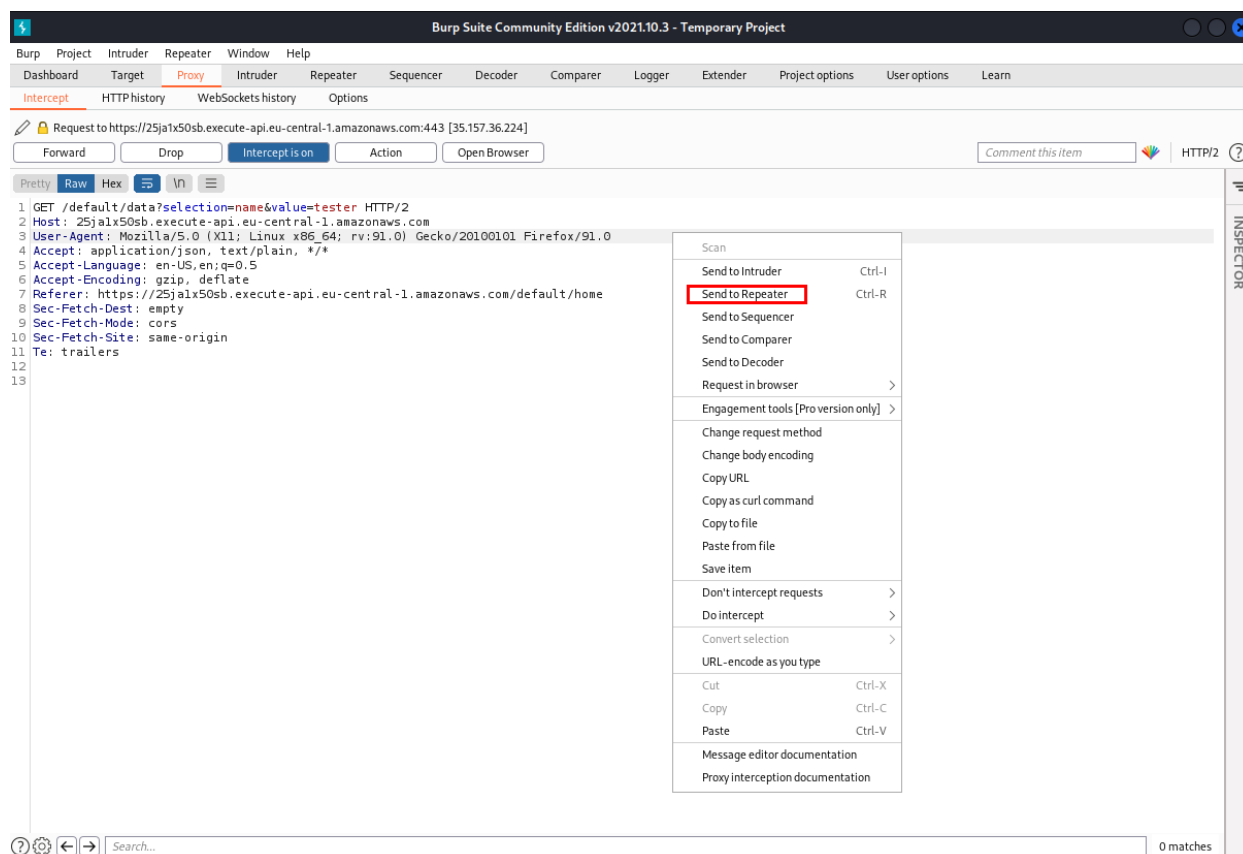 Burp Suite Community Edition v2021.10.3 - Temporary Project
Burp Project Intruder Repeater Window Help
Dashboard Target Proxy Intruder Repeater Sequencer Decoder Comparer Logger Extender Project options User options Learn
Intercept HTTP history WebSockets history Options
Request to https://25ja1x50sb.execute-api.eu-central-1.amazonaws.com:443 [35.157.36.224]
Forward Drop Intercept is on Action Open Browser Comment this item HTTP/2 ?
Pretty Raw Hex \n
INSPECTOR
1 GET /default/data?selection=name&value=tester HTTP/2
2 Host: 25ja1x50sb.execute-api.eu-central-1.amazonaws.com
3 User-Agent: Mozilla/5.0 (X11; Linux x86_64; rv:91.0) Gecko/20100101 Firefox/91.0
4 Accept: application/json, text/plain, */*
5 Accept-Language: en-US,en;q=0.5
6 Accept-Encoding: gzip, deflate
7 Referer: https://25ja1x50sb.execute-api.eu-central-1.amazonaws.com/default/home
8 Sec-Fetch-Dest: empty
9 Sec-Fetch-Mode: cors
10 Sec-Fetch-Site: same-origin
11 Te: trailers
12
13
Scan
Send to Intruder Ctrl-I
Send to Repeater Ctrl-R
Send to Sequencer
Send to Comparer
Send to Decoder
Request in browser >
Engagement tools [Pro version only] >
Change request method
Change body encoding
Copy URL
Copy as curl command
Copy to file
Paste from file
Save item
Don't intercept requests >
Do intercept >
Convert selection >
URL-encode as you type
Cut Ctrl-X
Copy Ctrl-C
Paste Ctrl-V
Message editor documentation
Proxy interception documentation
? Search... 0 matches